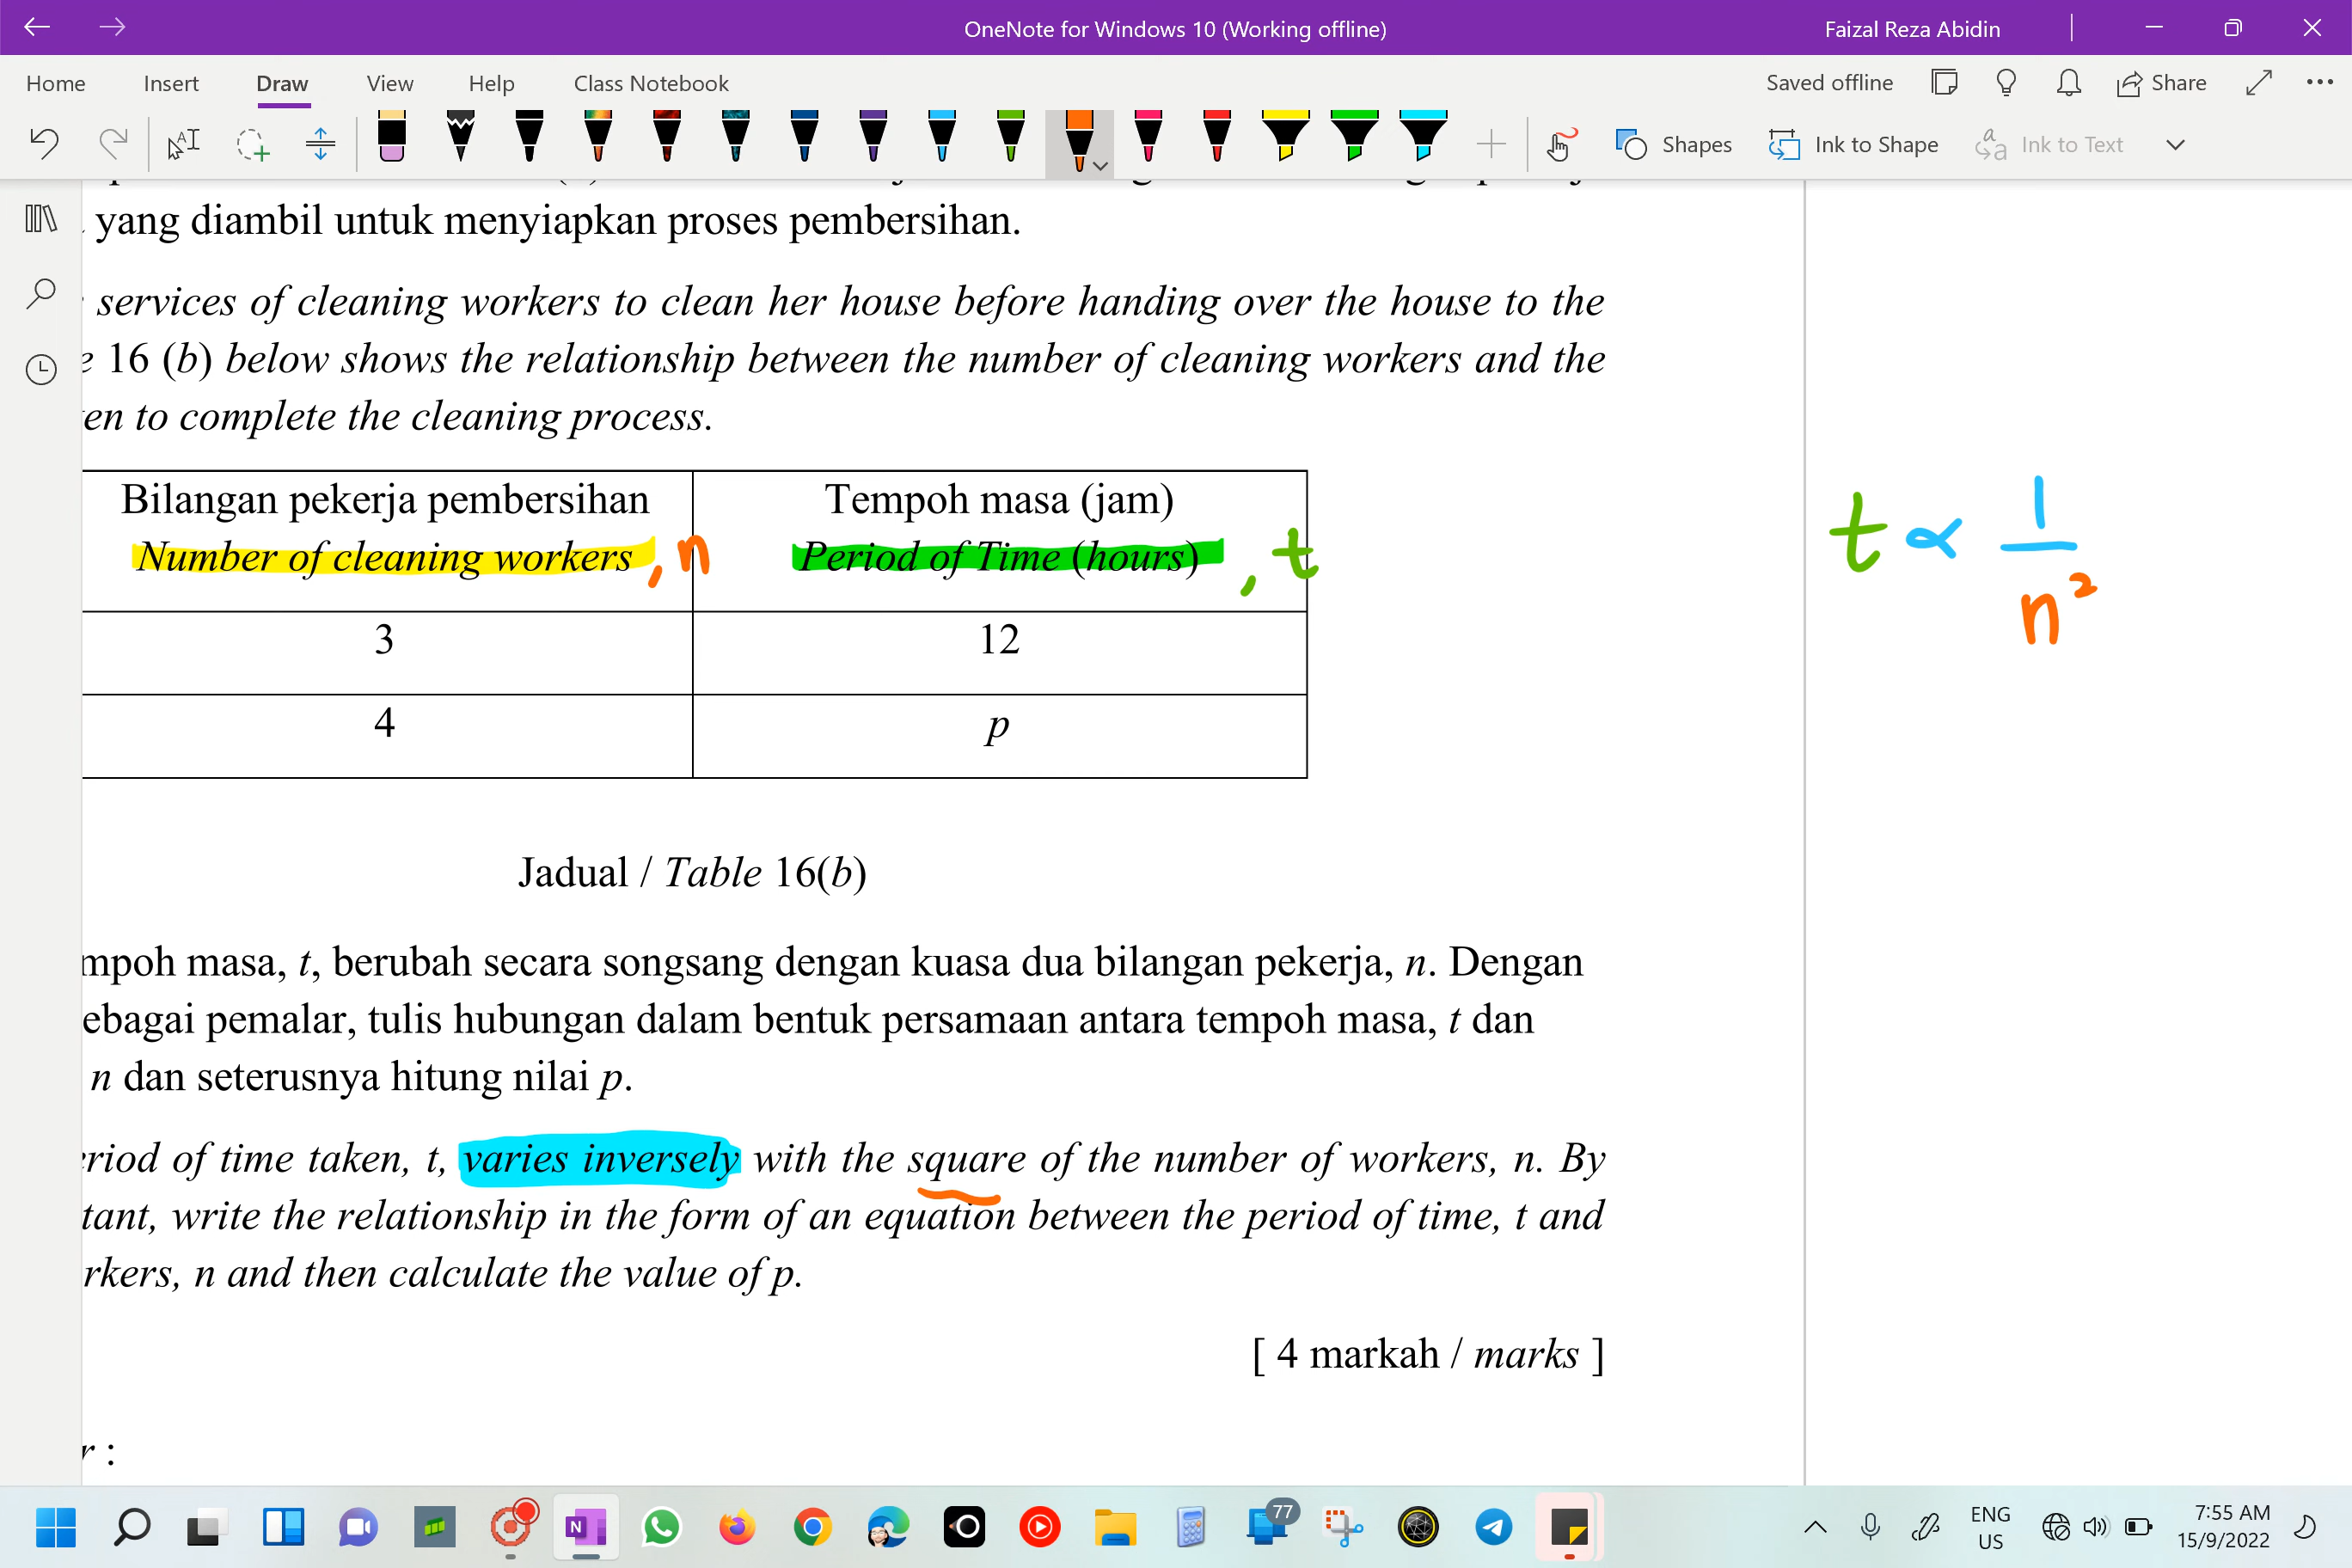 OneNote for Windows 10 (Working offline)
Faizal Reza Abidin
Home Insert Draw View Help Class Notebook
Saved offline Share
Shapes Ink to Shape Ink to Text
yang diambil untuk menyiapkan proses pembersihan.
services of cleaning workers to clean her house before handing over the house to the
e 16 (b) below shows the relationship between the number of cleaning workers and the
en to complete the cleaning process.
Bilangan pekerja pembersihan Tempoh masa (jam)
Number of cleaning workers , n Period of Time (hours) , t
3 12
4 p
t ∝ 1/n²
Jadual / Table 16(b)
mpoh masa, t, berubah secara songsang dengan kuasa dua bilangan pekerja, n. Dengan
ebagai pemalar, tulis hubungan dalam bentuk persamaan antara tempoh masa, t dan
n dan seterusnya hitung nilai p.
riod of time taken, t, varies inversely with the square of the number of workers, n. By
tant, write the relationship in the form of an equation between the period of time, t and
rkers, n and then calculate the value of p.
[ 4 markah / marks ]
r :
77
ENG
US
7:55 AM
15/9/2022